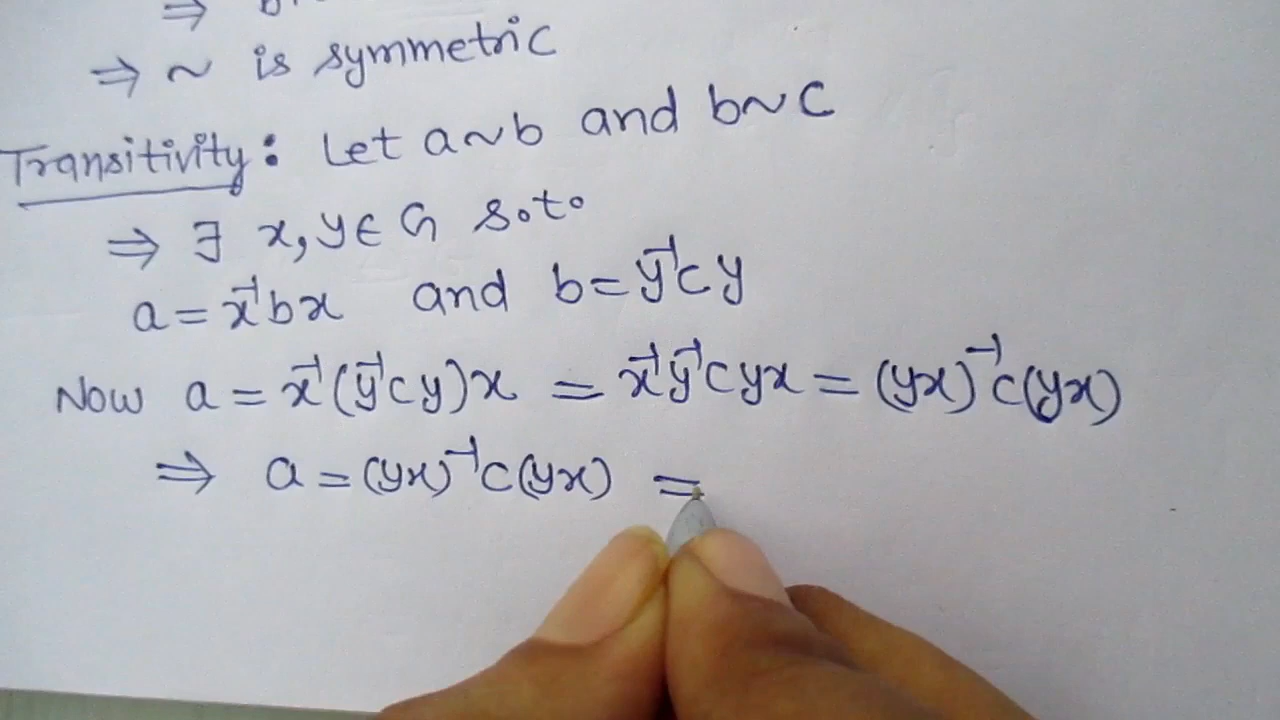 ⇒ b
⇒ ~ is symmetric
Transitivity: Let a~b and b~c
⇒ ∃ x, y ∈ G s.t.
a = x⁻¹bx and b = y⁻¹cy
Now a = x⁻¹(y⁻¹cy)x = x⁻¹y⁻¹cyx = (yx)⁻¹c(yx)
⇒ a = (yx)⁻¹c(yx) =